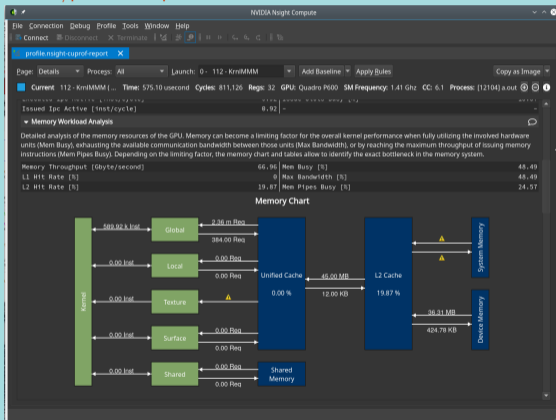 NVIDIA Nsight Compute
File Connection Debug Profile Tools Window Help
Connect Disconnect Terminate
profile.nsight-cuprof-report X
Page: Details Process: All Launch: 0 - 112 - KrnlMMM Add Baseline Apply Rules Copy as Image
Current 112 - KrnlMMM (... Time: 575.10 usecond Cycles: 811,126 Regs: 32 GPU: Quadro P600 SM Frequency: 1.41 Ghz CC: 6.1 Process: [12104] a.out
Issued Ipc Active [inst/cycle] 0.92 -
Memory Workload Analysis
Detailed analysis of the memory resources of the GPU. Memory can become a limiting factor for the overall kernel performance when fully utilizing the involved hardware
units (Mem Busy), exhausting the available communication bandwidth between those units (Max Bandwidth), or by reaching the maximum throughput of issuing memory
instructions (Mem Pipes Busy). Depending on the limiting factor, the memory chart and tables allow to identify the exact bottleneck in the memory system.
Memory Throughput [Gbyte/second] 66.96 Mem Busy [%] 48.49
L1 Hit Rate [%] 0 Max Bandwidth [%] 48.49
L2 Hit Rate [%] 19.87 Mem Pipes Busy [%] 24.57
Memory Chart
Kernel
589.92 k Inst
Global
2.36 m Req
384.00 Req
0.00 Inst
Local
0.00 Req
0.00 Req
0.00 Inst
Texture
0.00 Inst
Surface
0.00 Req
0.00 Req
0.00 Inst
Shared
0.00 Req
0.00 Req
Unified Cache
0.00 %
Shared
Memory
45.00 MB
12.00 KB
L2 Cache
19.87 %
System Memory
36.31 MB
424.78 KB
Device Memory